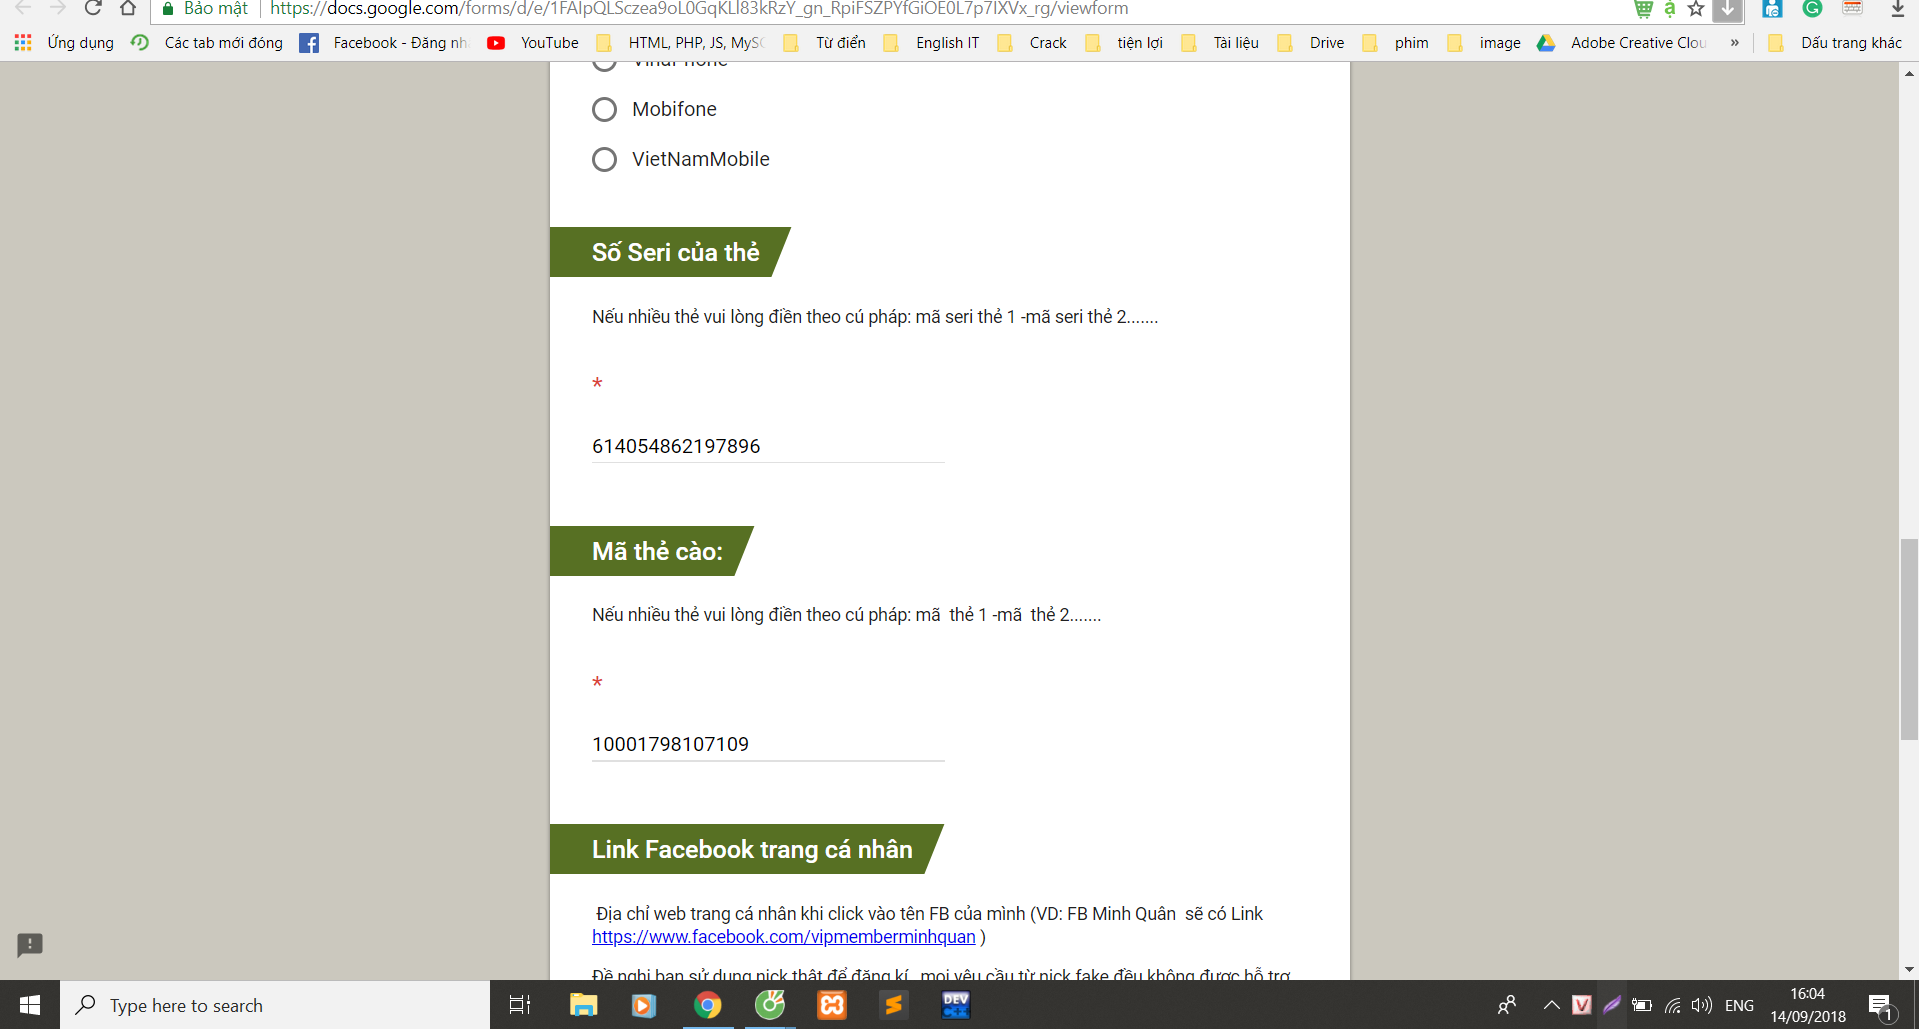 https://docs.google.com/forms/d/e/1FAIpQLSczea9oL0GqKLl83kRzY_gn_RpiFSZPYfGiOE0L7p7IXVx_rg/viewform
Bảo mật
Ứng dụng Các tab mới đóng Facebook - Đăng nh YouTube HTML, PHP, JS, MyS Từ điển English IT Crack tiện lợi Tài liệu Drive phim image Adobe Creative Clou » Dấu trang khác
Mobifone
VietNamMobile
Số Seri của thẻ
Nếu nhiều thẻ vui lòng điền theo cú pháp: mã seri thẻ 1 -mã seri thẻ 2.......
*
614054862197896
Mã thẻ cào:
Nếu nhiều thẻ vui lòng điền theo cú pháp: mã thẻ 1 -mã thẻ 2.......
*
10001798107109
Link Facebook trang cá nhân
Địa chỉ web trang cá nhân khi click vào tên FB của mình (VD: FB Minh Quân sẽ có Link
https://www.facebook.com/vipmemberminhquan )
Đề nghị bạn sử dụng nick thật để đăng kí , mọi yêu cầu từ nick fake đều không được hỗ trợ
Type here to search
DEV
C++
ENG
16:04
14/09/2018
1